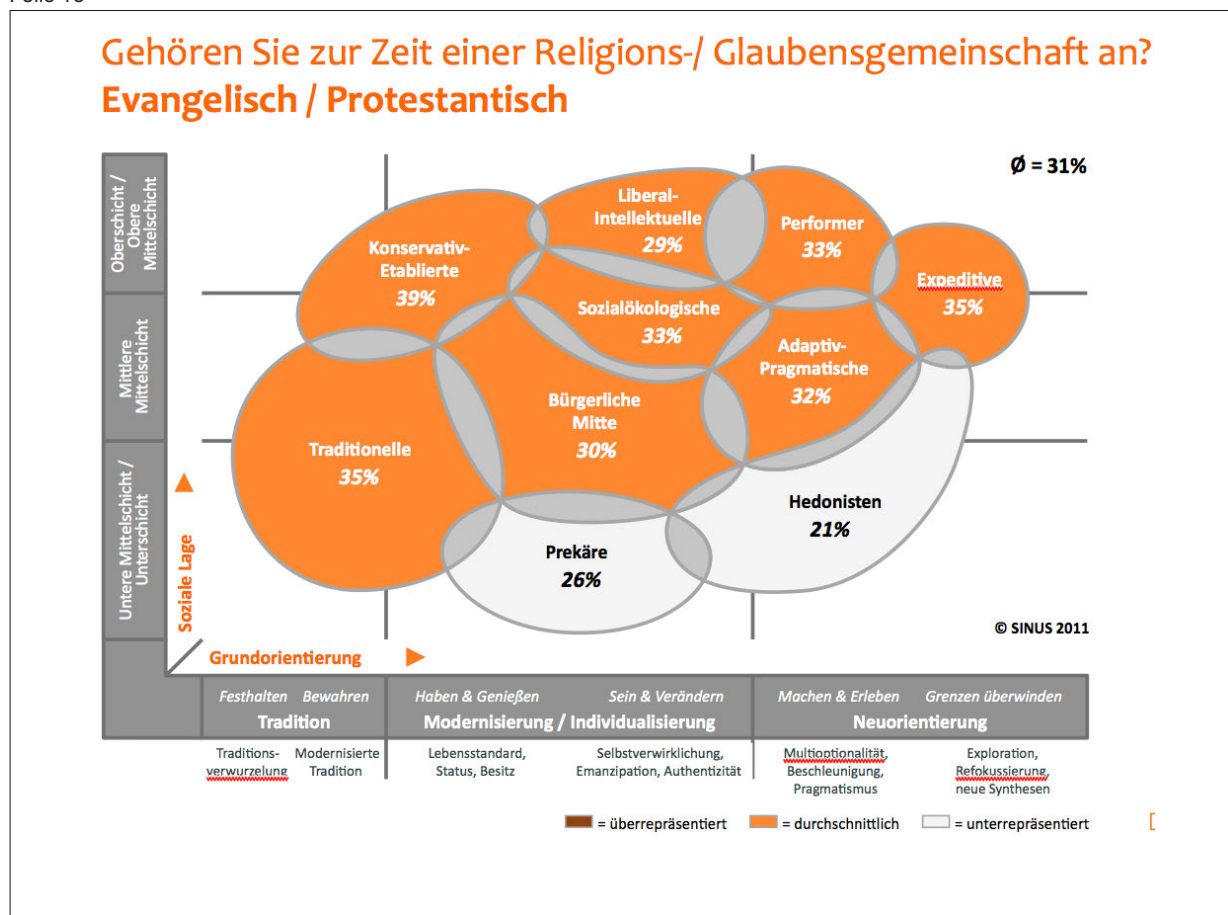 Gehören Sie zur Zeit einer Religions-/ Glaubensgemeinschaft an?
Evangelisch / Protestantisch
Ø = 31%
Oberschicht /
Obere
Mittelschicht
Mittlere
Mittelschicht
Untere Mittelschicht /
Unterschicht
Soziale Lage
Konservativ-
Etablierte
39%
Liberal-
Intellektuelle
29%
Performer
33%
Expeditive
35%
Sozialökologische
33%
Adaptiv-
Pragmatische
32%
Bürgerliche
Mitte
30%
Traditionelle
35%
Hedonisten
21%
Prekäre
26%
© SINUS 2011
Grundorientierung
Festhalten Bewahren
Tradition
Haben & Genießen Sein & Verändern
Modernisierung / Individualisierung
Machen & Erleben Grenzen überwinden
Neuorientierung
Traditions-
verwurzelung
Modernisierte
Tradition
Lebensstandard,
Status, Besitz
Selbstverwirklichung,
Emanzipation, Authentizität
Multioptionalität,
Beschleunigung,
Pragmatismus
Exploration,
Refokussierung,
neue Synthesen
= überrepräsentiert = durchschnittlich = unterrepräsentiert